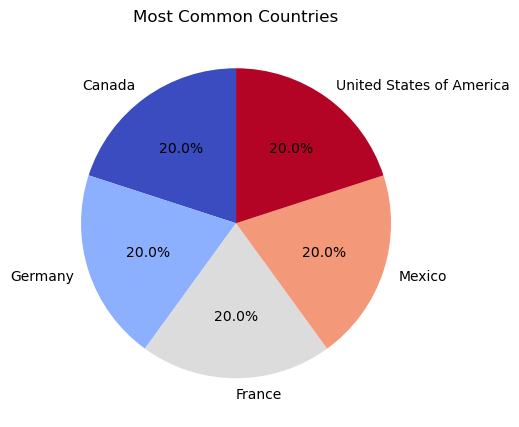 Most Common Countries
Canada
United States of America
20.0%
20.0%
20.0%
20.0%
Germany
Mexico
20.0%
France